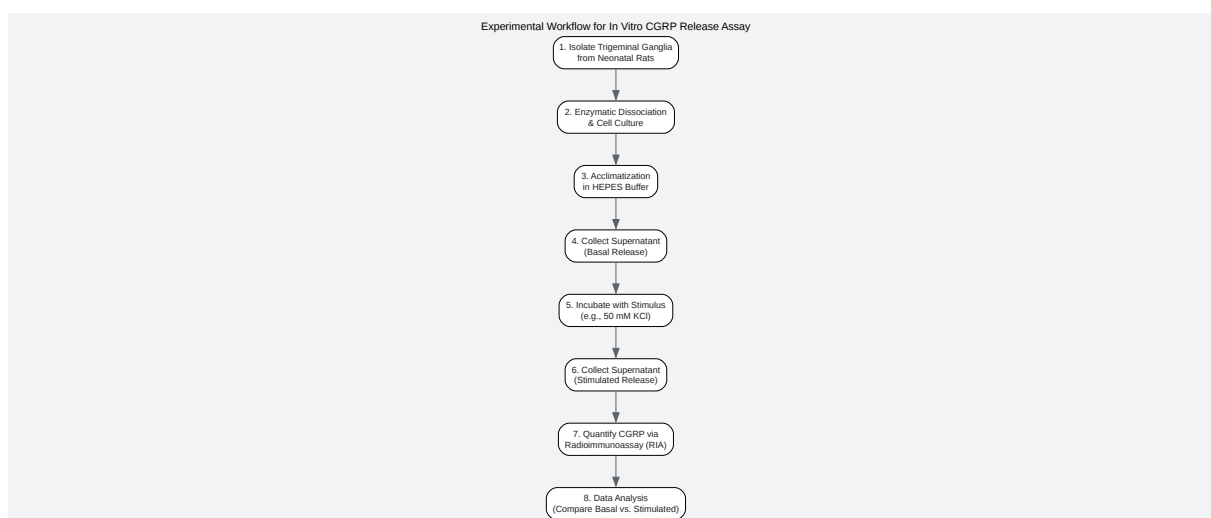 Experimental Workflow for In Vitro CGRP Release Assay
1. Isolate Trigeminal Ganglia
from Neonatal Rats
2. Enzymatic Dissociation
& Cell Culture
3. Acclimatization
in HEPES Buffer
4. Collect Supernatant
(Basal Release)
5. Incubate with Stimulus
(e.g., 50 mM KCl)
6. Collect Supernatant
(Stimulated Release)
7. Quantify CGRP via
Radioimmunoassay (RIA)
8. Data Analysis
(Compare Basal vs. Stimulated)